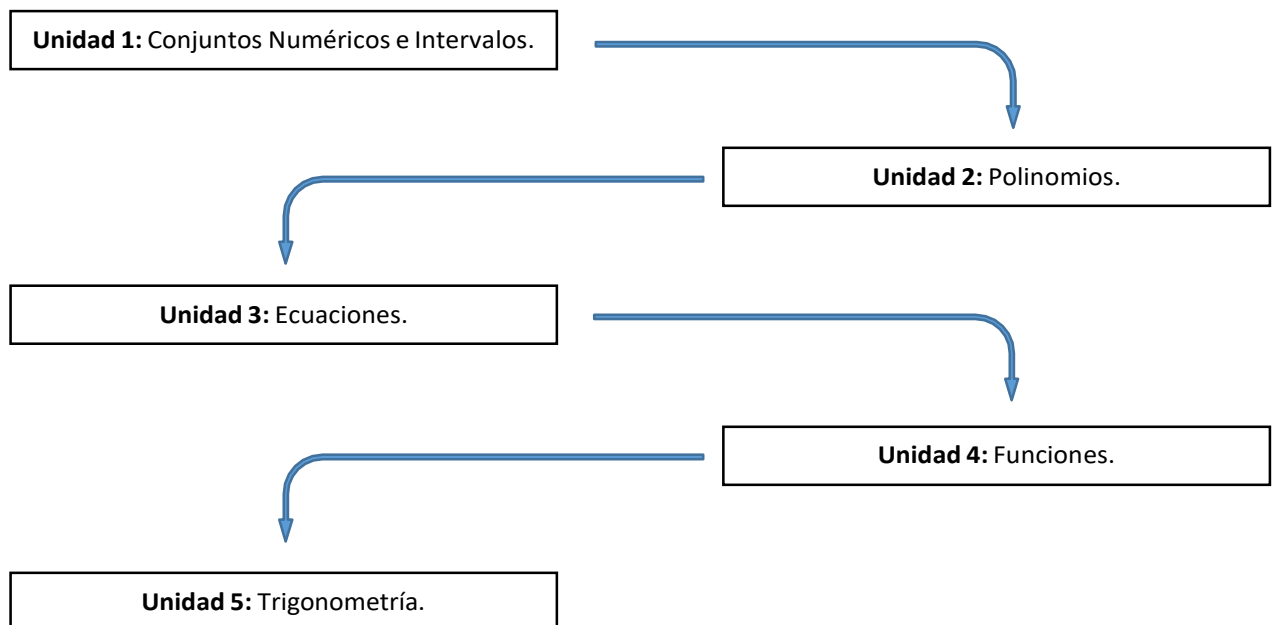 Unidad 1: Conjuntos Numéricos e Intervalos.
Unidad 2: Polinomios.
Unidad 3: Ecuaciones.
Unidad 4: Funciones.
Unidad 5: Trigonometría.